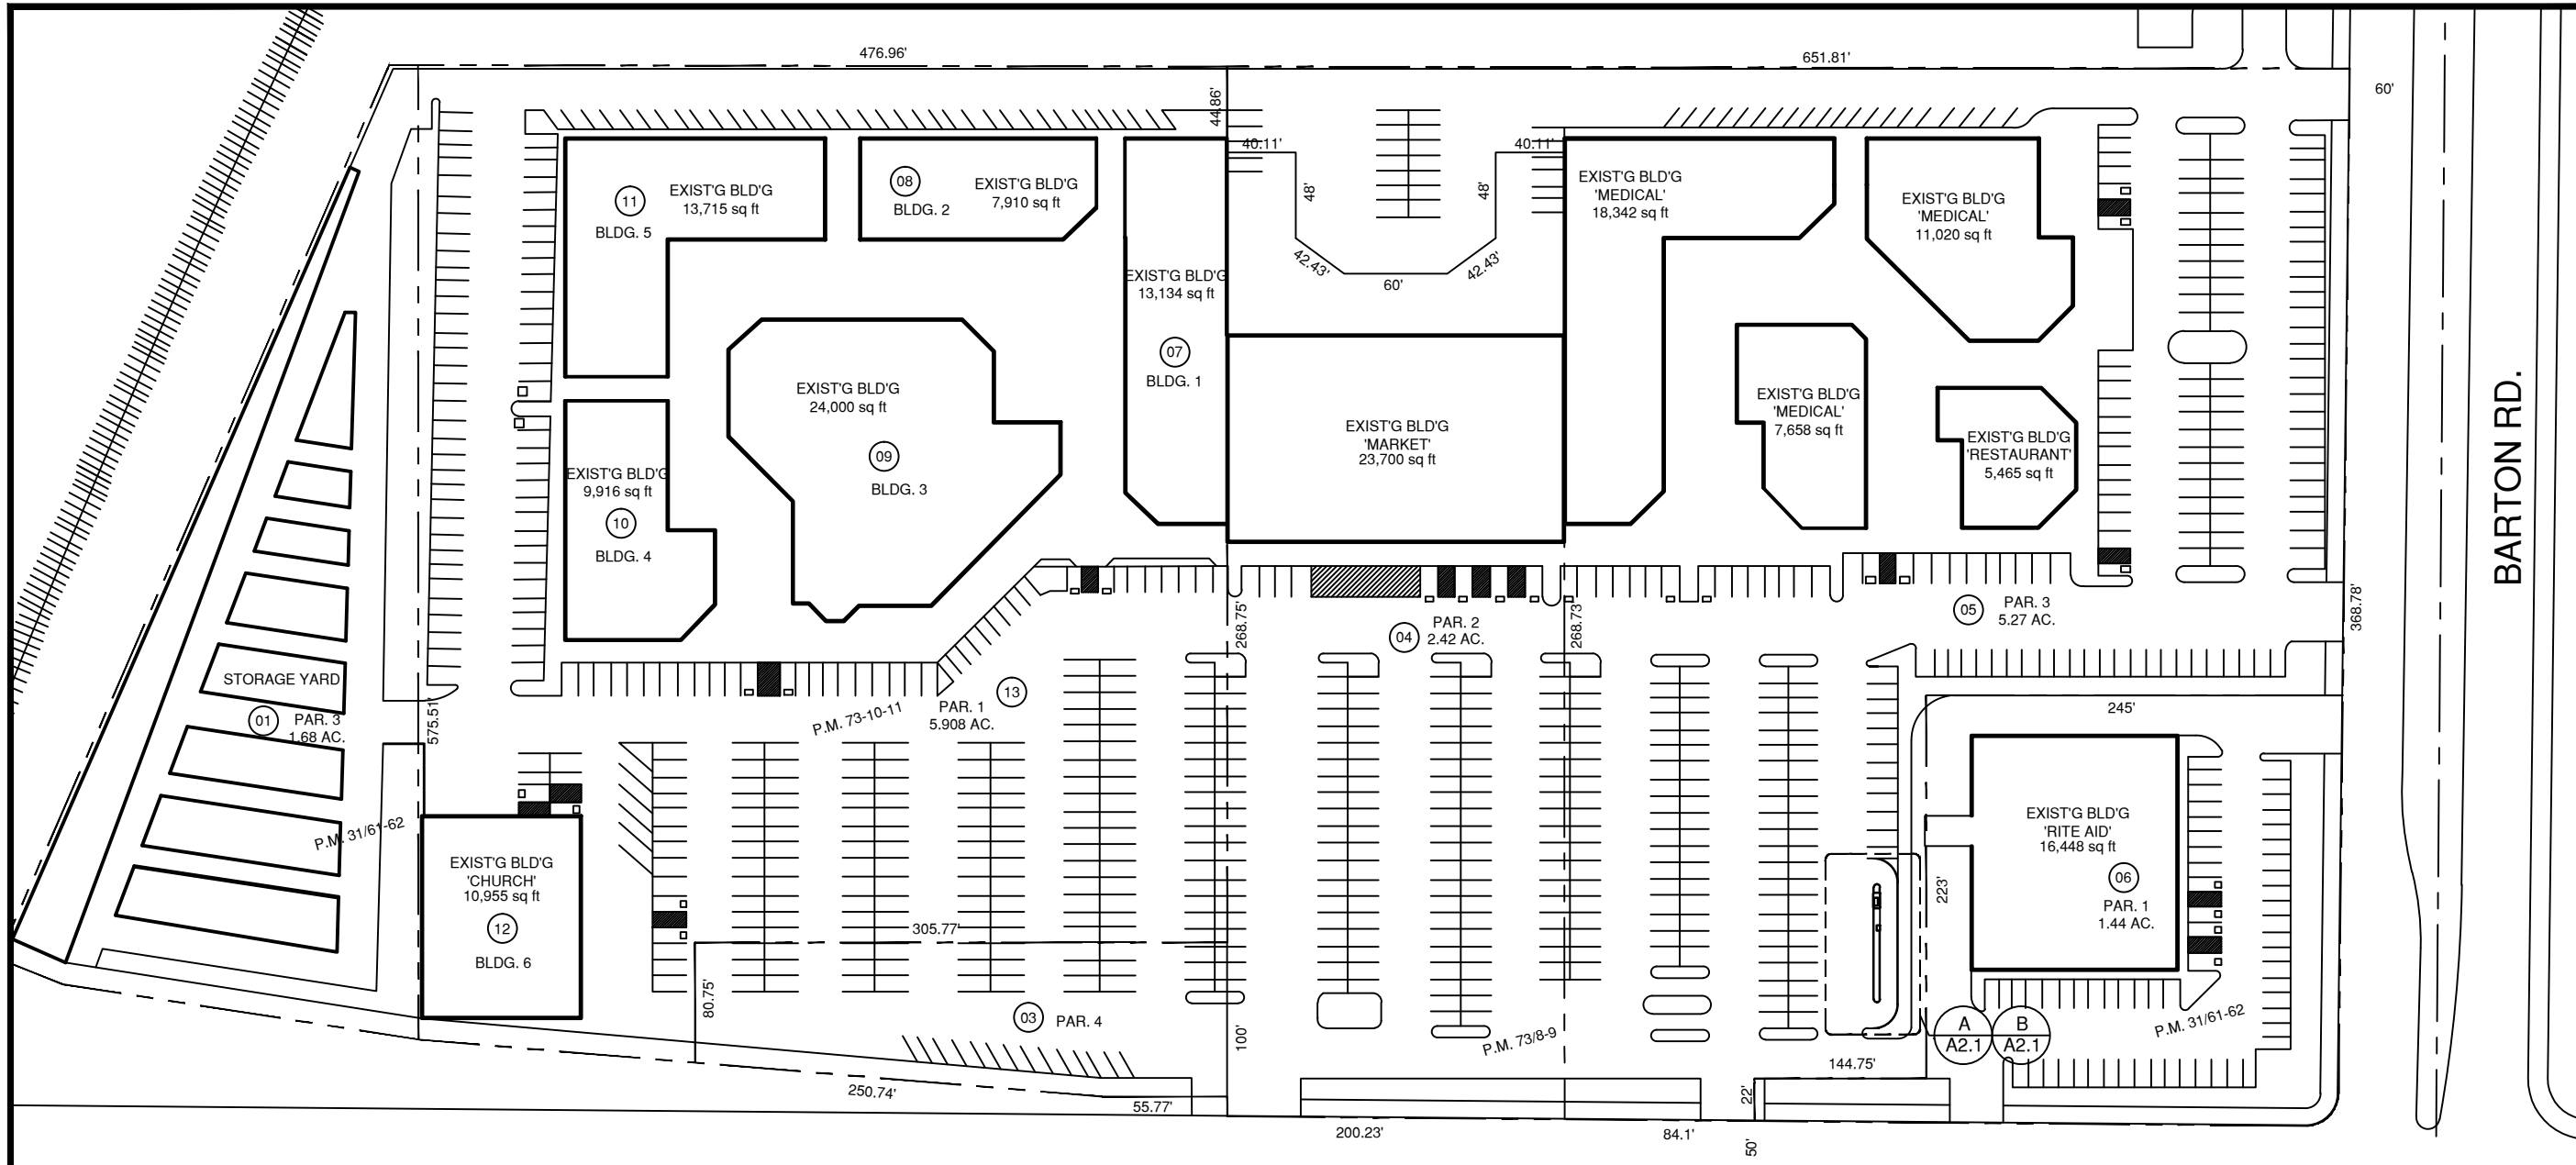 476.96'
651.81'
60'
44.86'
40.11'
40.11'
48'
48'
42.43'
42.43'
60'
11
BLDG. 5
EXIST'G BLD'G
13,715 sq ft
08
BLDG. 2
EXIST'G BLD'G
7,910 sq ft
EXIST'G BLD'G
13,134 sq ft
07
BLDG. 1
EXIST'G BLD'G
'MEDICAL'
18,342 sq ft
EXIST'G BLD'G
'MEDICAL'
11,020 sq ft
EXIST'G BLD'G
24,000 sq ft
09
BLDG. 3
EXIST'G BLD'G
9,916 sq ft
10
BLDG. 4
EXIST'G BLD'G
'MARKET'
23,700 sq ft
EXIST'G BLD'G
'MEDICAL'
7,658 sq ft
EXIST'G BLD'G
'RESTAURANT'
5,465 sq ft
BARTON RD.
268.75'
268.73'
368.78'
04
PAR. 2
2.42 AC.
05
PAR. 3
5.27 AC.
STORAGE YARD
01
PAR. 3
1.68 AC.
575.51'
P.M. 73-10-11
PAR. 1
5.908 AC.
13
245'
P.M. 31/61-62
EXIST'G BLD'G
'CHURCH'
10,955 sq ft
12
BLDG. 6
EXIST'G BLD'G
'RITE AID'
16,448 sq ft
06
PAR. 1
1.44 AC.
223'
305.77'
80.75'
03
PAR. 4
100'
P.M. 73/8-9
A
A2.1
B
A2.1
P.M. 31/61-62
144.75'
22'
250.74'
55.77'
200.23'
84.1'
50'